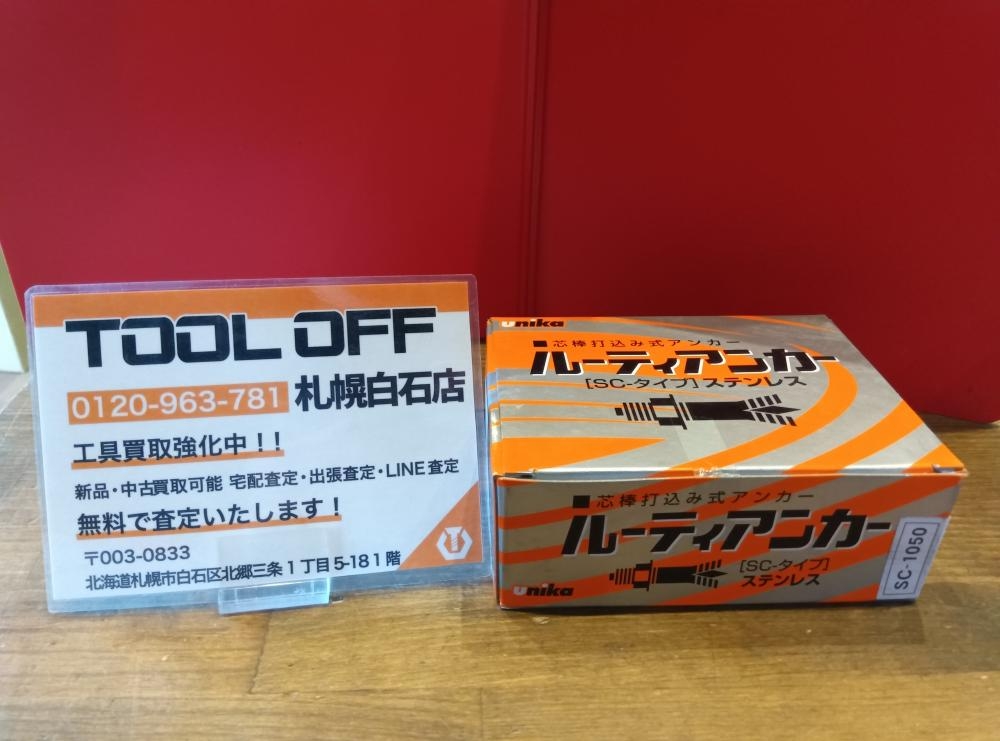 TOOL OFF
0120-963-781 札幌白石店
工具買取強化中!!
新品・中古買取可能 宅配査定・出張査定・LINE査定
無料で査定いたします!
〒003-0833
北海道札幌市白石区北郷三条1丁目5-181階
unika
芯棒打込み式アンカー
ルーティアンカー
[SC-タイプ]ステンレス
芯棒打込み式アンカー
ルーティアンカー
[SC-タイプ]
ステンレス
unika
SC-1050